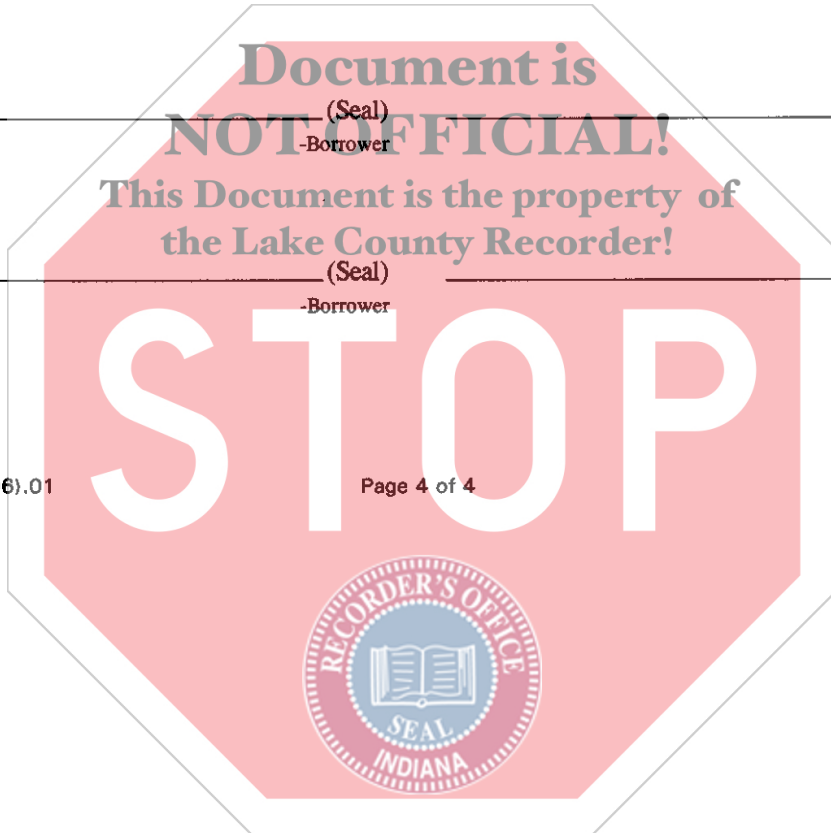 Document is
(Seal)
NOT OFFICIAL!
-Borrower
This Document is the property of
the Lake County Recorder!
(Seal)
-Borrower
STOP
6).01
Page 4 of 4
RECORDER'S OFFICE
SEAL
INDIANA